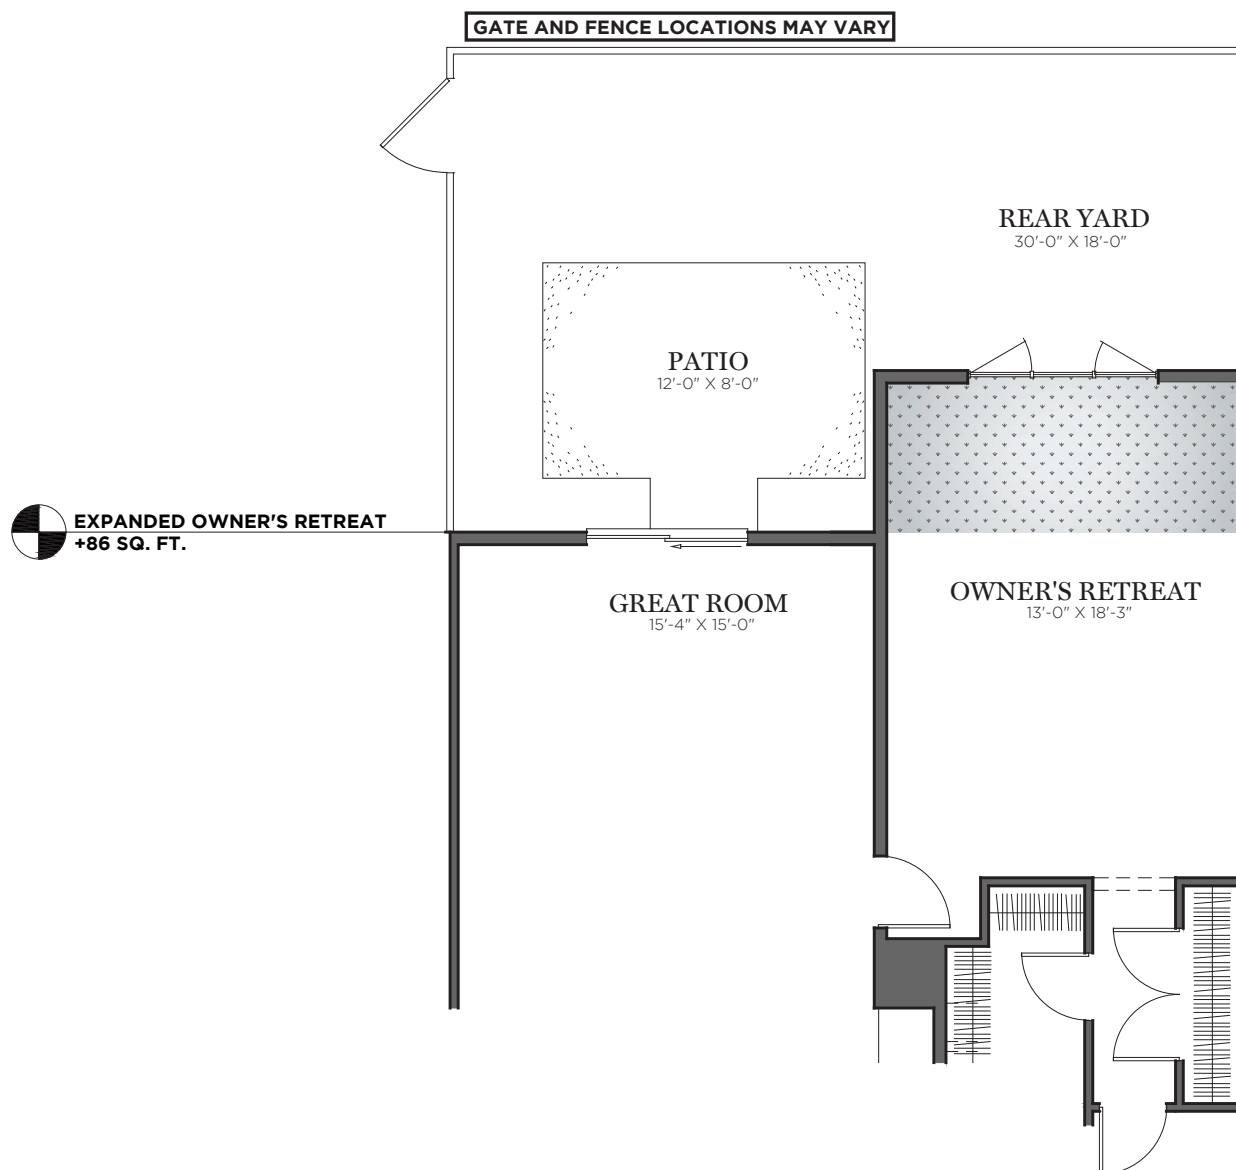 GATE AND FENCE LOCATIONS MAY VARY
REAR YARD
30'-0" X 18'-0"
PATIO
12'-0" X 8'-0"
EXPANDED OWNER'S RETREAT
+86 SQ. FT.
GREAT ROOM
15'-4" X 15'-0"
OWNER'S RETREAT
13'-0" X 18'-3"